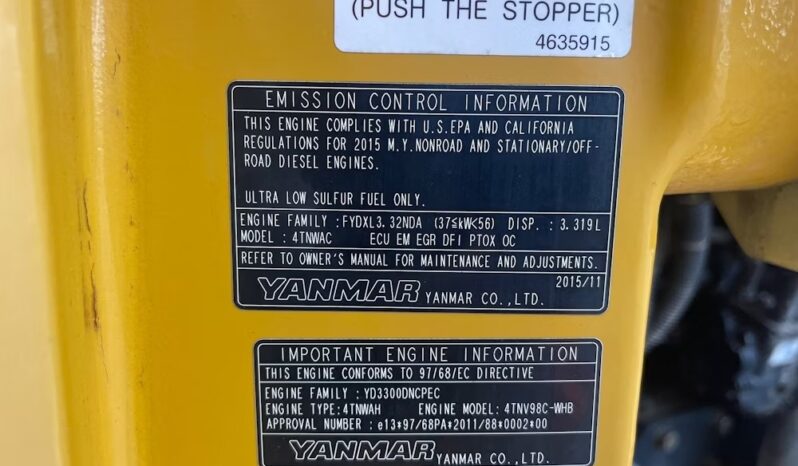 (PUSH THE STOPPER)
4635915
EMISSION CONTROL INFORMATION
THIS ENGINE COMPLIES WITH U.S.EPA AND CALIFORNIA
REGULATIONS FOR 2015 M.Y.NONROAD AND STATIONARY/OFF-
ROAD DIESEL ENGINES.
ULTRA LOW SULFUR FUEL ONLY.
ENGINE FAMILY :FYDXL3.32NDA (37≦kW<56) DISP. : 3.319L
MODEL : 4TNWAC ECU EM EGR DFI PTOX OC
REFER TO OWNER'S MANUAL FOR MAINTENANCE AND ADJUSTMENTS.
2015/11
YANMAR YANMAR CO.,LTD.
IMPORTANT ENGINE INFORMATION
THIS ENGINE CONFORMS TO 97/68/EC DIRECTIVE
ENGINE FAMILY : YD3300DNCPEC
ENGINE TYPE:4TNWAH ENGINE MODEL: 4TNV98C-WHB
APPROVAL NUMBER : e13*97/68PA*2011/88*0002*00
YANMAR YANMAR CO.,LTD.